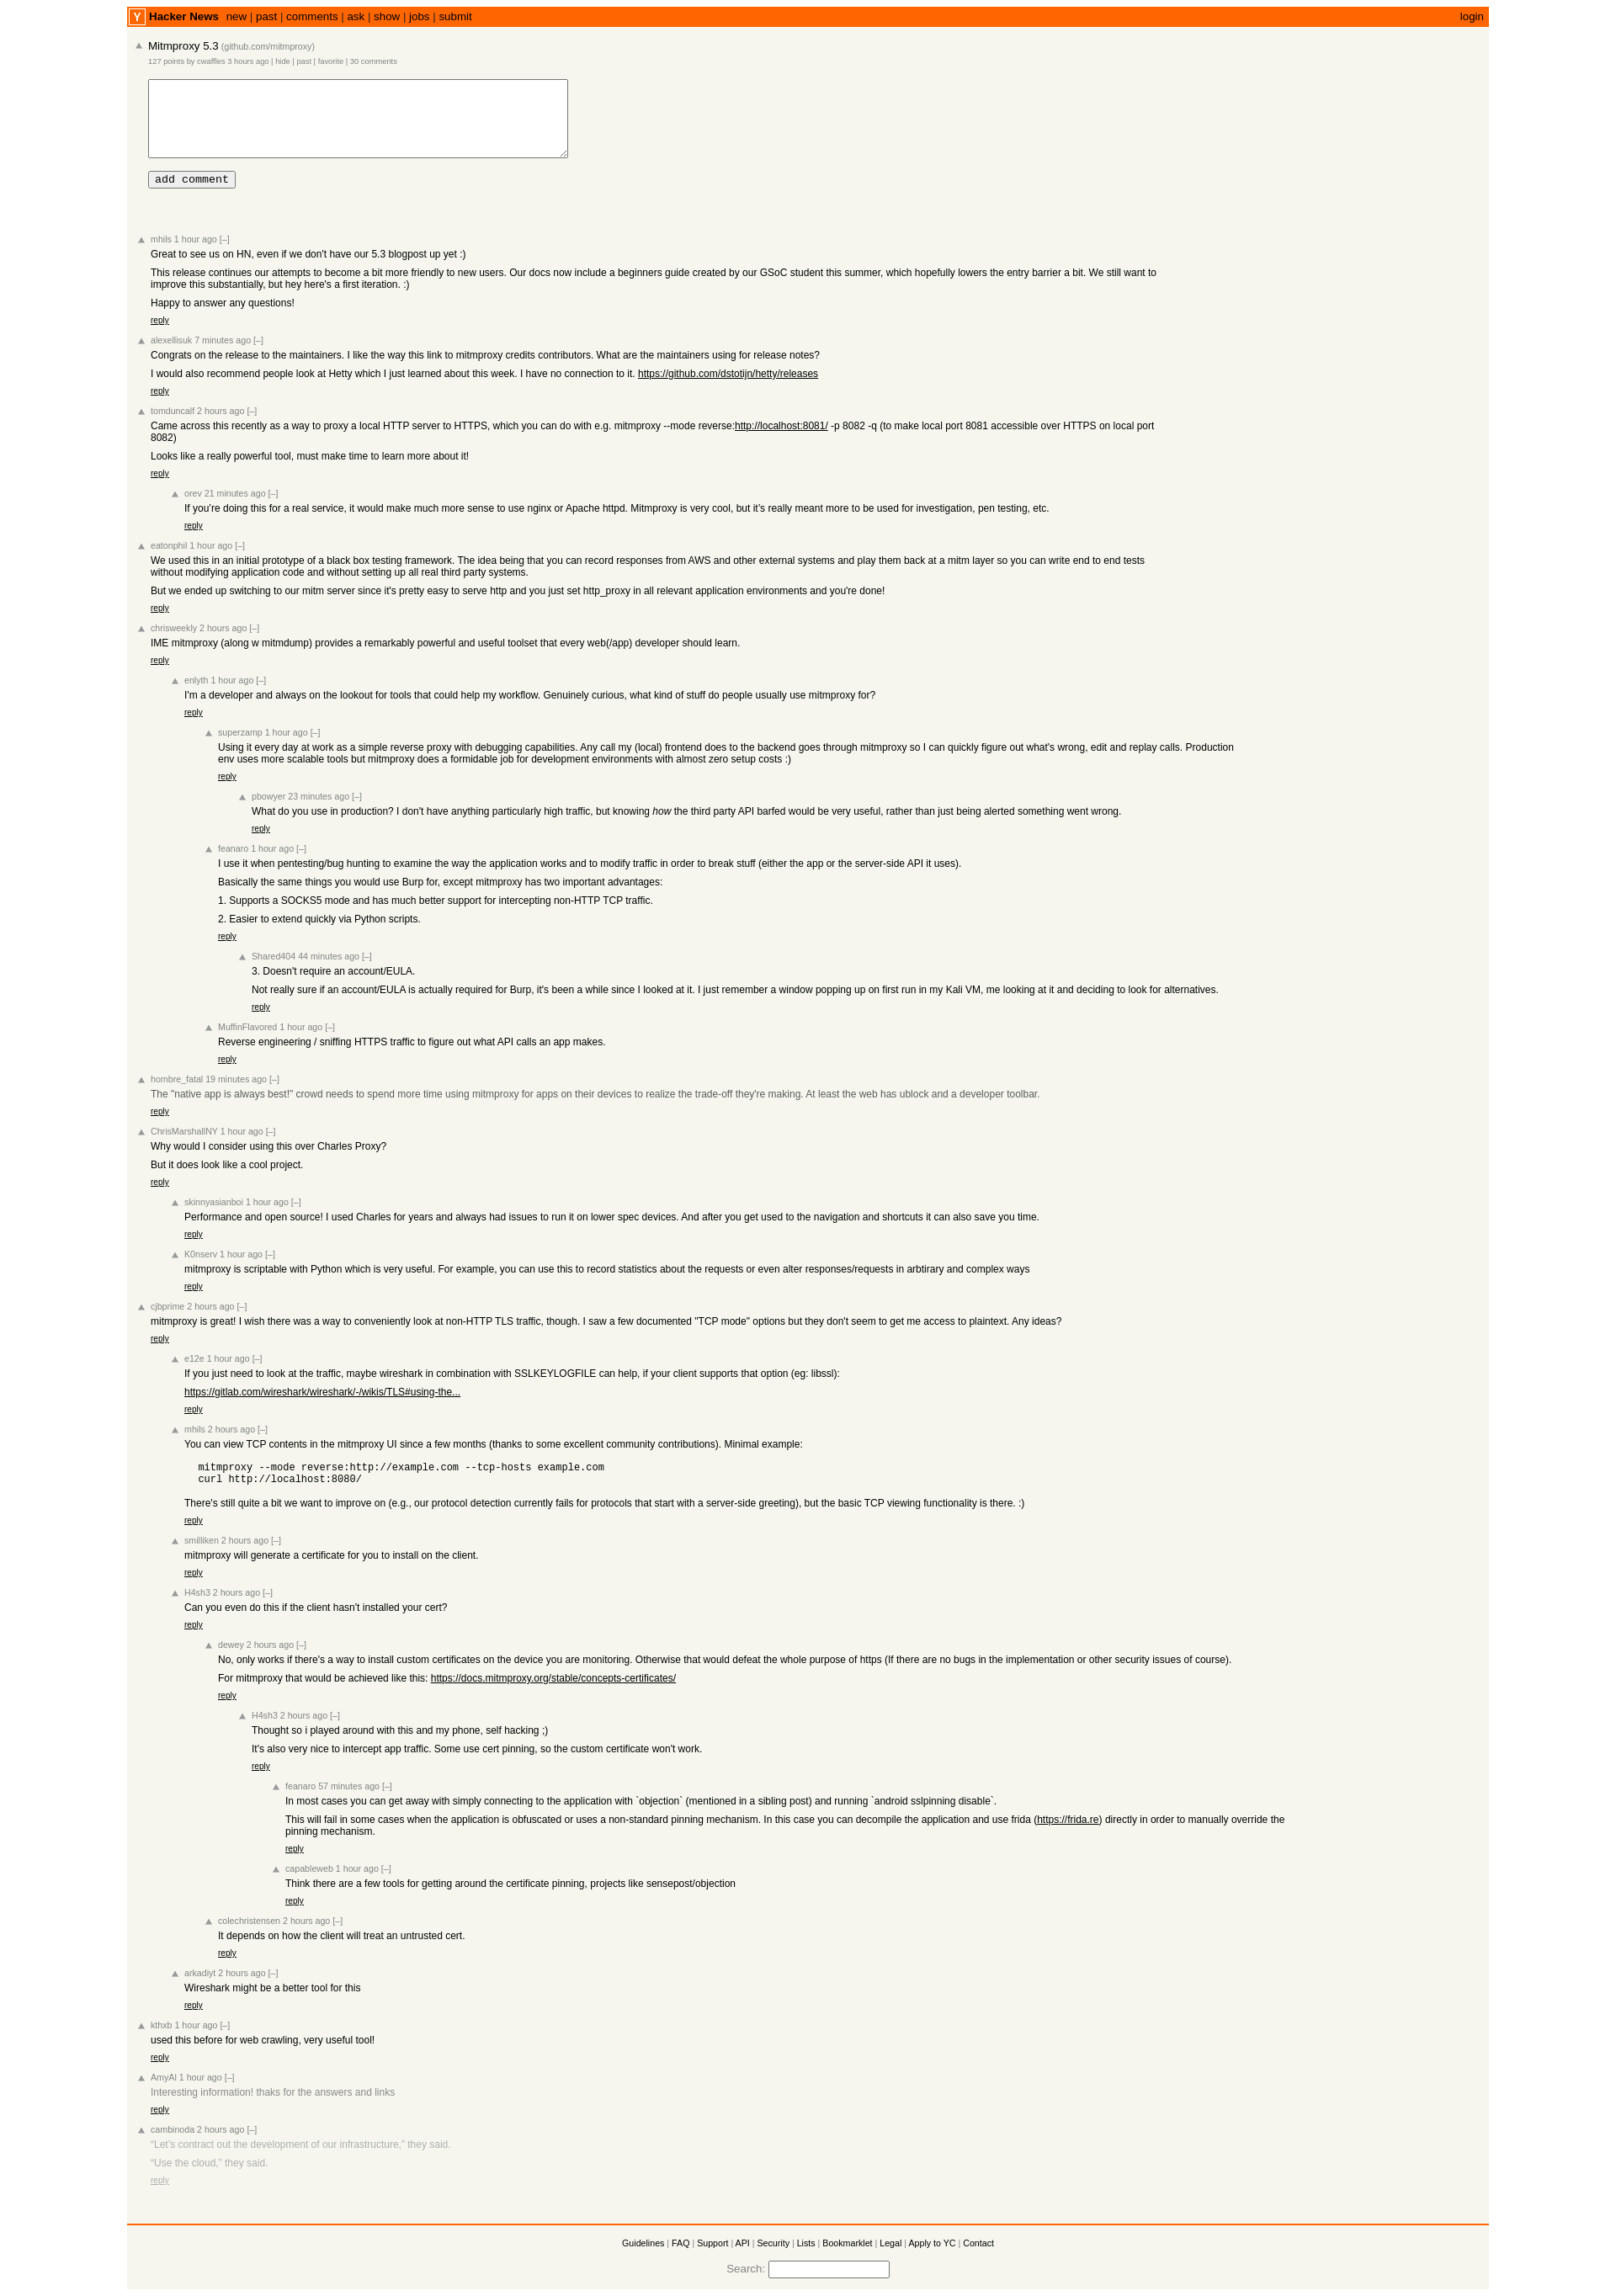 Y Hacker News new | past | comments | ask | show | jobs | submit login
Mitmproxy 5.3 (github.com/mitmproxy)
127 points by cwaffles 3 hours ago | hide | past | favorite | 30 comments
add comment
mhils 1 hour ago [–]
Great to see us on HN, even if we don't have our 5.3 blogpost up yet :)
This release continues our attempts to become a bit more friendly to new users. Our docs now include a beginners guide created by our GSoC student this summer, which hopefully lowers the entry barrier a bit. We still want to
improve this substantially, but hey here's a first iteration. :)
Happy to answer any questions!
reply
alexellisuk 7 minutes ago [–]
Congrats on the release to the maintainers. I like the way this link to mitmproxy credits contributors. What are the maintainers using for release notes?
I would also recommend people look at Hetty which I just learned about this week. I have no connection to it. https://github.com/dstotijn/hetty/releases
reply
tomduncalf 2 hours ago [–]
Came across this recently as a way to proxy a local HTTP server to HTTPS, which you can do with e.g. mitmproxy --mode reverse:http://localhost:8081/ -p 8082 -q (to make local port 8081 accessible over HTTPS on local port
8082)
Looks like a really powerful tool, must make time to learn more about it!
reply
orev 21 minutes ago [–]
If you’re doing this for a real service, it would make much more sense to use nginx or Apache httpd. Mitmproxy is very cool, but it’s really meant more to be used for investigation, pen testing, etc.
reply
eatonphil 1 hour ago [–]
We used this in an initial prototype of a black box testing framework. The idea being that you can record responses from AWS and other external systems and play them back at a mitm layer so you can write end to end tests
without modifying application code and without setting up all real third party systems.
But we ended up switching to our mitm server since it's pretty easy to serve http and you just set http_proxy in all relevant application environments and you're done!
reply
chrisweekly 2 hours ago [–]
IME mitmproxy (along w mitmdump) provides a remarkably powerful and useful toolset that every web(/app) developer should learn.
reply
enlyth 1 hour ago [–]
I'm a developer and always on the lookout for tools that could help my workflow. Genuinely curious, what kind of stuff do people usually use mitmproxy for?
reply
superzamp 1 hour ago [–]
Using it every day at work as a simple reverse proxy with debugging capabilities. Any call my (local) frontend does to the backend goes through mitmproxy so I can quickly figure out what's wrong, edit and replay calls. Production
env uses more scalable tools but mitmproxy does a formidable job for development environments with almost zero setup costs :)
reply
pbowyer 23 minutes ago [–]
What do you use in production? I don't have anything particularly high traffic, but knowing how the third party API barfed would be very useful, rather than just being alerted something went wrong.
reply
feanaro 1 hour ago [–]
I use it when pentesting/bug hunting to examine the way the application works and to modify traffic in order to break stuff (either the app or the server-side API it uses).
Basically the same things you would use Burp for, except mitmproxy has two important advantages:
1. Supports a SOCKS5 mode and has much better support for intercepting non-HTTP TCP traffic.
2. Easier to extend quickly via Python scripts.
reply
Shared404 44 minutes ago [–]
3. Doesn't require an account/EULA.
Not really sure if an account/EULA is actually required for Burp, it's been a while since I looked at it. I just remember a window popping up on first run in my Kali VM, me looking at it and deciding to look for alternatives.
reply
MuffinFlavored 1 hour ago [–]
Reverse engineering / sniffing HTTPS traffic to figure out what API calls an app makes.
reply
hombre_fatal 19 minutes ago [–]
The "native app is always best!" crowd needs to spend more time using mitmproxy for apps on their devices to realize the trade-off they're making. At least the web has ublock and a developer toolbar.
reply
ChrisMarshallNY 1 hour ago [–]
Why would I consider using this over Charles Proxy?
But it does look like a cool project.
reply
skinnyasianboi 1 hour ago [–]
Performance and open source! I used Charles for years and always had issues to run it on lower spec devices. And after you get used to the navigation and shortcuts it can also save you time.
reply
K0nserv 1 hour ago [–]
mitmproxy is scriptable with Python which is very useful. For example, you can use this to record statistics about the requests or even alter responses/requests in arbtirary and complex ways
reply
cjbprime 2 hours ago [–]
mitmproxy is great! I wish there was a way to conveniently look at non-HTTP TLS traffic, though. I saw a few documented "TCP mode" options but they don't seem to get me access to plaintext. Any ideas?
reply
e12e 1 hour ago [–]
If you just need to look at the traffic, maybe wireshark in combination with SSLKEYLOGFILE can help, if your client supports that option (eg: libssl):
https://gitlab.com/wireshark/wireshark/-/wikis/TLS#using-the...
reply
mhils 2 hours ago [–]
You can view TCP contents in the mitmproxy UI since a few months (thanks to some excellent community contributions). Minimal example:
mitmproxy --mode reverse:http://example.com --tcp-hosts example.com
curl http://localhost:8080/
There's still quite a bit we want to improve on (e.g., our protocol detection currently fails for protocols that start with a server-side greeting), but the basic TCP viewing functionality is there. :)
reply
smilliken 2 hours ago [–]
mitmproxy will generate a certificate for you to install on the client.
reply
H4sh3 2 hours ago [–]
Can you even do this if the client hasn't installed your cert?
reply
dewey 2 hours ago [–]
No, only works if there's a way to install custom certificates on the device you are monitoring. Otherwise that would defeat the whole purpose of https (If there are no bugs in the implementation or other security issues of course).
For mitmproxy that would be achieved like this: https://docs.mitmproxy.org/stable/concepts-certificates/
reply
H4sh3 2 hours ago [–]
Thought so i played around with this and my phone, self hacking ;)
It's also very nice to intercept app traffic. Some use cert pinning, so the custom certificate won't work.
reply
feanaro 57 minutes ago [–]
In most cases you can get away with simply connecting to the application with `objection` (mentioned in a sibling post) and running `android sslpinning disable`.
This will fail in some cases when the application is obfuscated or uses a non-standard pinning mechanism. In this case you can decompile the application and use frida (https://frida.re) directly in order to manually override the
pinning mechanism.
reply
capableweb 1 hour ago [–]
Think there are a few tools for getting around the certificate pinning, projects like sensepost/objection
reply
colechristensen 2 hours ago [–]
It depends on how the client will treat an untrusted cert.
reply
arkadiyt 2 hours ago [–]
Wireshark might be a better tool for this
reply
kthxb 1 hour ago [–]
used this before for web crawling, very useful tool!
reply
AmyAl 1 hour ago [–]
Interesting information! thaks for the answers and links
reply
cambinoda 2 hours ago [–]
“Let’s contract out the development of our infrastructure,” they said.
“Use the cloud,” they said.
reply
Guidelines | FAQ | Support | API | Security | Lists | Bookmarklet | Legal | Apply to YC | Contact
Search: